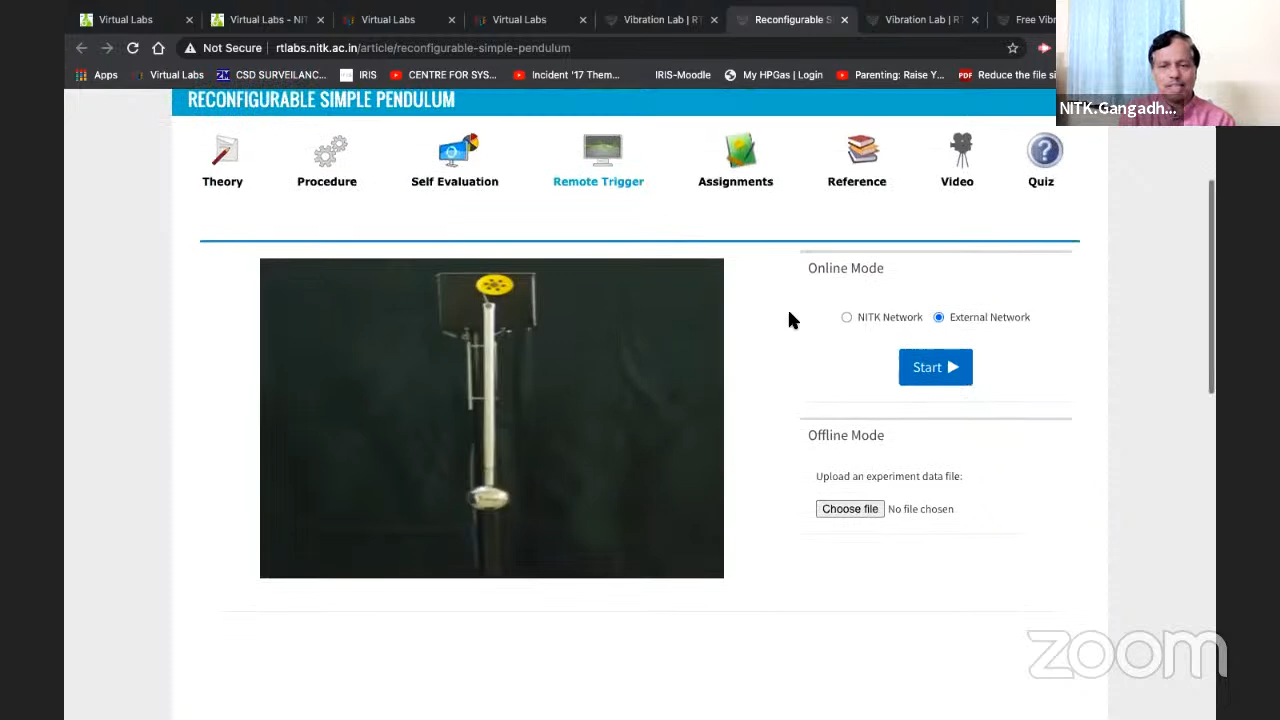 Virtual Labs
Virtual Labs - NIT
Virtual Labs
Virtual Labs
Vibration Lab | RT
Reconfigurable S
Vibration Lab | RT
Free Vib
Not Secure
rtlabs.nitk.ac.in/article/reconfigurable-simple-pendulum
Apps
Virtual Labs
CSD SURVEILANC...
IRIS
CENTRE FOR SYS...
Incident '17 Them...
IRIS-Moodle
My HPGas | Login
Parenting: Raise Y...
PDF
Reduce the file si
NITK.Gangadh...
RECONFIGURABLE SIMPLE PENDULUM
Theory
Procedure
Self Evaluation
Remote Trigger
Assignments
Reference
Video
Quiz
Online Mode
NITK Network
External Network
Start
Offline Mode
Upload an experiment data file:
Choose file No file chosen
zoom